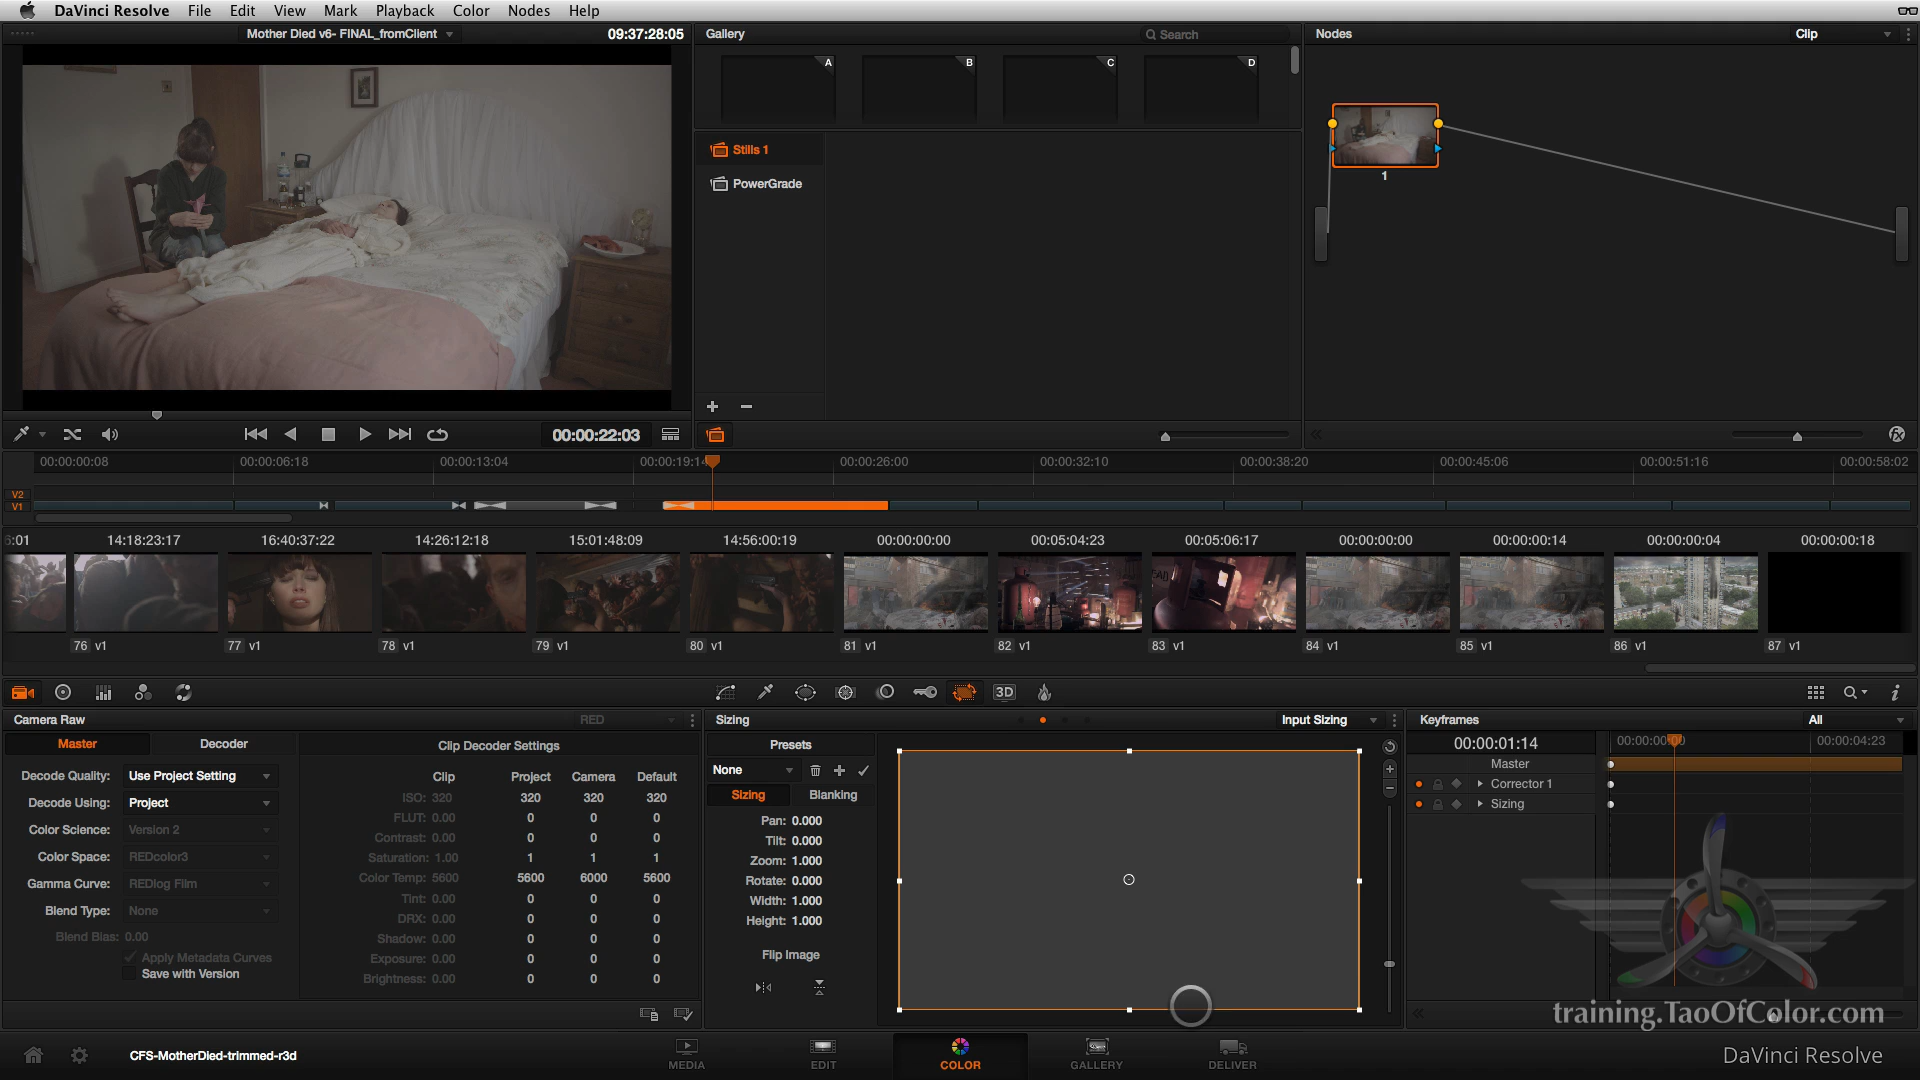 DaVinci Resolve File Edit View Mark Playback Color Nodes Help
Mother Died v6- FINAL_fromClient 09:37:28:05 Gallery Search Nodes Clip
A B C D
Stills 1
PowerGrade
1
00:00:22:03
00:00:00:08 00:00:06:18 00:00:13:04 00:00:19:14 00:00:26:00 00:00:32:10 00:00:38:20 00:00:45:06 00:00:51:16 00:00:58:02
V2
V1
6:01 14:18:23:17 16:40:37:22 14:26:12:18 15:01:48:09 14:56:00:19 00:00:00:00 00:05:04:23 00:05:06:17 00:00:00:00 00:00:00:14 00:00:00:04 00:00:00:18
76 v1 77 v1 78 v1 79 v1 80 v1 81 v1 82 v1 83 v1 84 v1 85 v1 86 v1 87 v1
3D
Camera Raw RED
Master Decoder
Decode Quality: Use Project Setting
Decode Using: Project
Color Science: Version 2
Color Space: REDcolor3
Gamma Curve: REDlog Film
Blend Type: None
Blend Bias: 0.00
Apply Metadata Curves
Save with Version
Clip Decoder Settings
Clip Project Camera Default
ISO: 320 320 320 320
FLUT: 0.00 0 0 0
Contrast: 0.00 0 0 0
Saturation: 1.00 1 1 1
Color Temp: 5600 5600 6000 5600
Tint: 0.00 0 0 0
DRX: 0.00 0 0 0
Shadow: 0.00 0 0 0
Exposure: 0.00 0 0 0
Brightness: 0.00 0 0 0
Sizing Input Sizing
Presets
None
Sizing Blanking
Pan: 0.000
Tilt: 0.000
Zoom: 1.000
Rotate: 0.000
Width: 1.000
Height: 1.000
Flip Image
Keyframes All
00:00:01:14 00:00:00:00 00:00:04:23
Master
Corrector 1
Sizing
training.TaoOfColor.com
CFS-MotherDied-trimmed-r3d
MEDIA EDIT COLOR GALLERY DELIVER
DaVinci Resolve